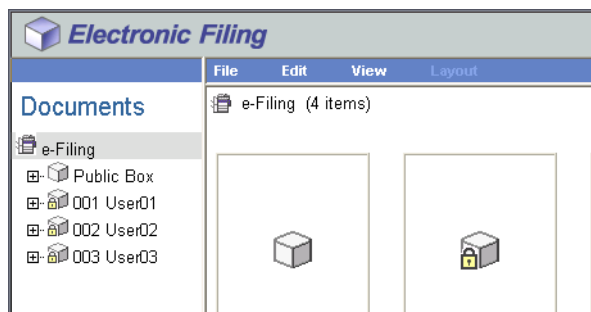 Electronic Filing
File Edit View Layout
Documents
e-Filing (4 items)
e-Filing
Public Box
001 User01
002 User02
003 User03